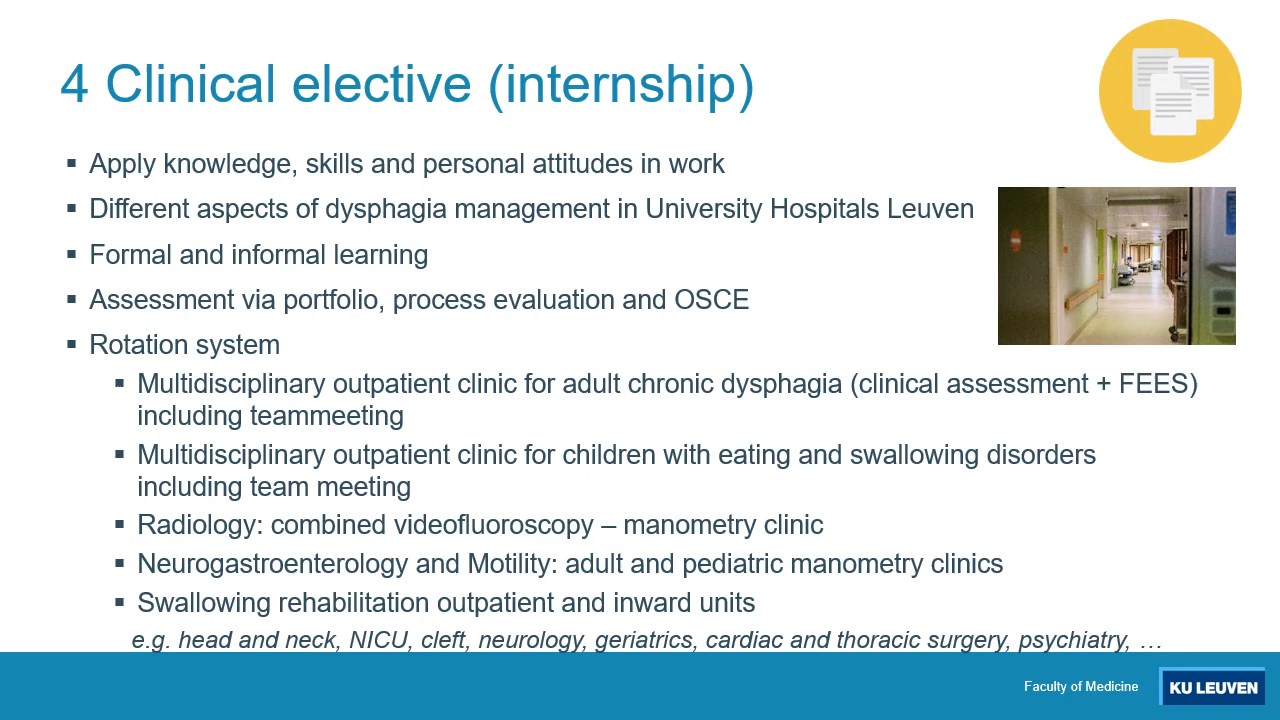 4 Clinical elective (internship)
▪ Apply knowledge, skills and personal attitudes in work
▪ Different aspects of dysphagia management in University Hospitals Leuven
▪ Formal and informal learning
▪ Assessment via portfolio, process evaluation and OSCE
▪ Rotation system
▪ Multidisciplinary outpatient clinic for adult chronic dysphagia (clinical assessment + FEES)
including teammeeting
▪ Multidisciplinary outpatient clinic for children with eating and swallowing disorders
including team meeting
▪ Radiology: combined videofluoroscopy – manometry clinic
▪ Neurogastroenterology and Motility: adult and pediatric manometry clinics
▪ Swallowing rehabilitation outpatient and inward units
e.g. head and neck, NICU, cleft, neurology, geriatrics, cardiac and thoracic surgery, psychiatry, …
Faculty of Medicine
KU LEUVEN